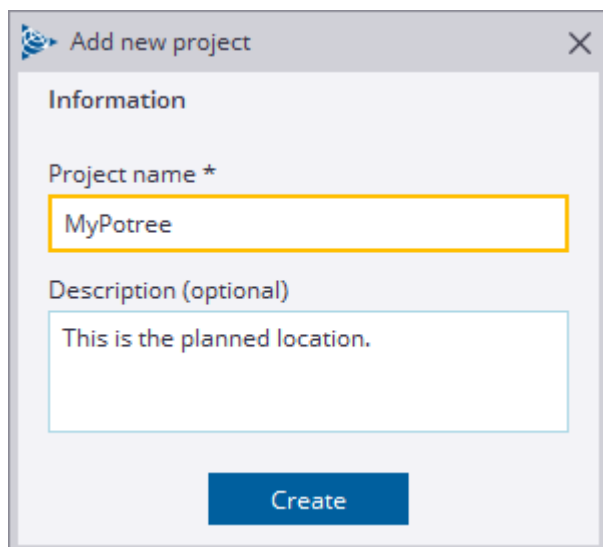 Add new project
Information
Project name *
MyPotree
Description (optional)
This is the planned location.
Create